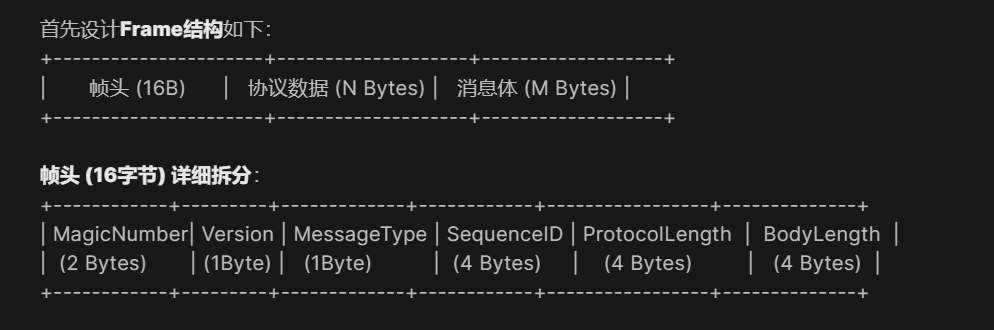 首先设计Frame结构如下：
+----------------------+--------------------+-------------------+
|       帧头 (16B)      |   协议数据 (N Bytes) |   消息体 (M Bytes) |
+----------------------+--------------------+-------------------+
帧头 (16字节) 详细拆分：
+------------+---------+-------------+------------+-----------------+--------------+
| MagicNumber| Version | MessageType | SequenceID | ProtocolLength  |  BodyLength  |
|  (2 Bytes)       | (1Byte) |   (1Byte)          |  (4 Bytes)     |    (4 Bytes)         |   (4 Bytes)  |
+------------+---------+-------------+------------+-----------------+--------------+